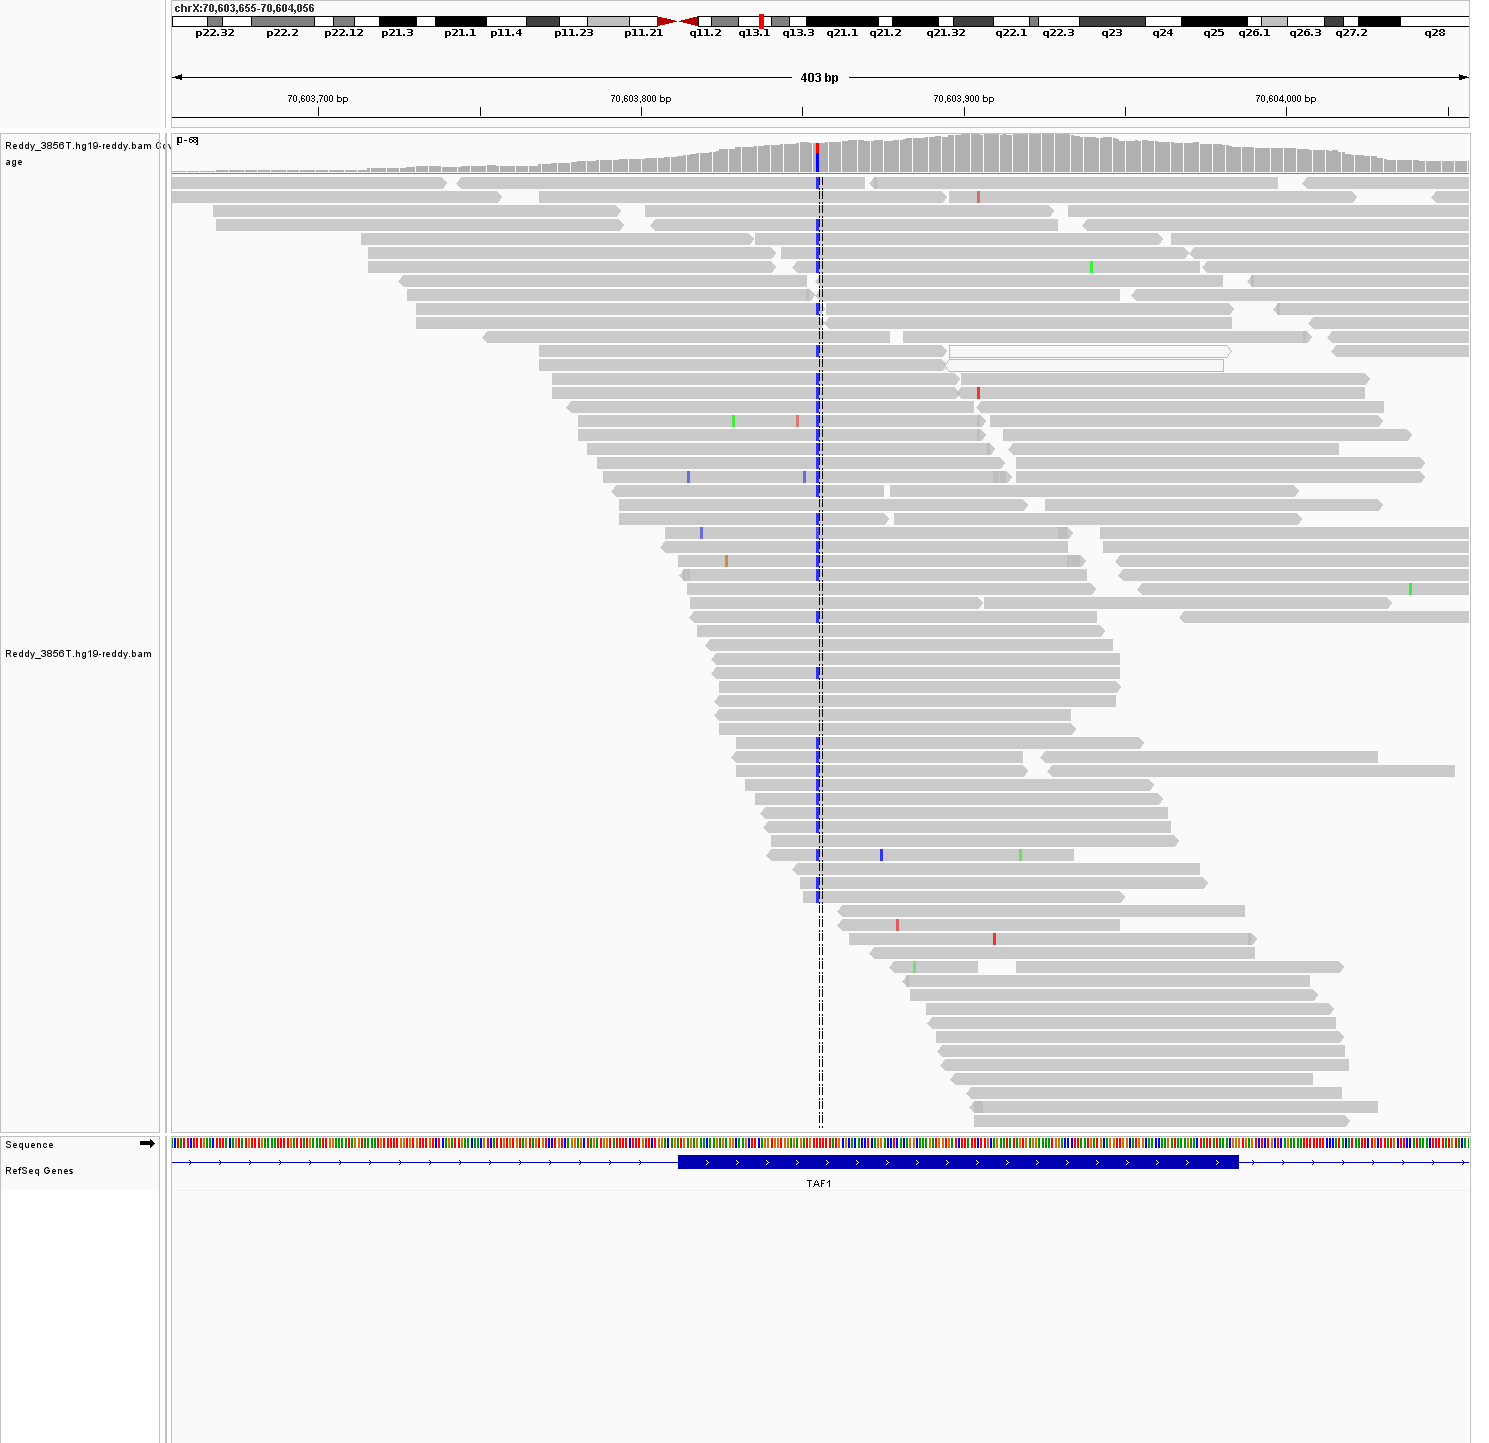 chrX:70,603,655-70,604,056
p22.32 p22.2 p22.12 p21.3 p21.1 p11.4 p11.23 p11.21 q11.2 q13.1 q13.3 q21.1 q21.2 q21.32 q22.1 q22.3 q23 q24 q25 q26.1 q26.3 q27.2 q28
403 bp
70,603,700 bp 70,603,800 bp 70,603,900 bp 70,604,000 bp
[0 - 68]
Reddy_3856T.hg19-reddy.bam Cov
age
Reddy_3856T.hg19-reddy.bam
Sequence
RefSeq Genes
TAF1